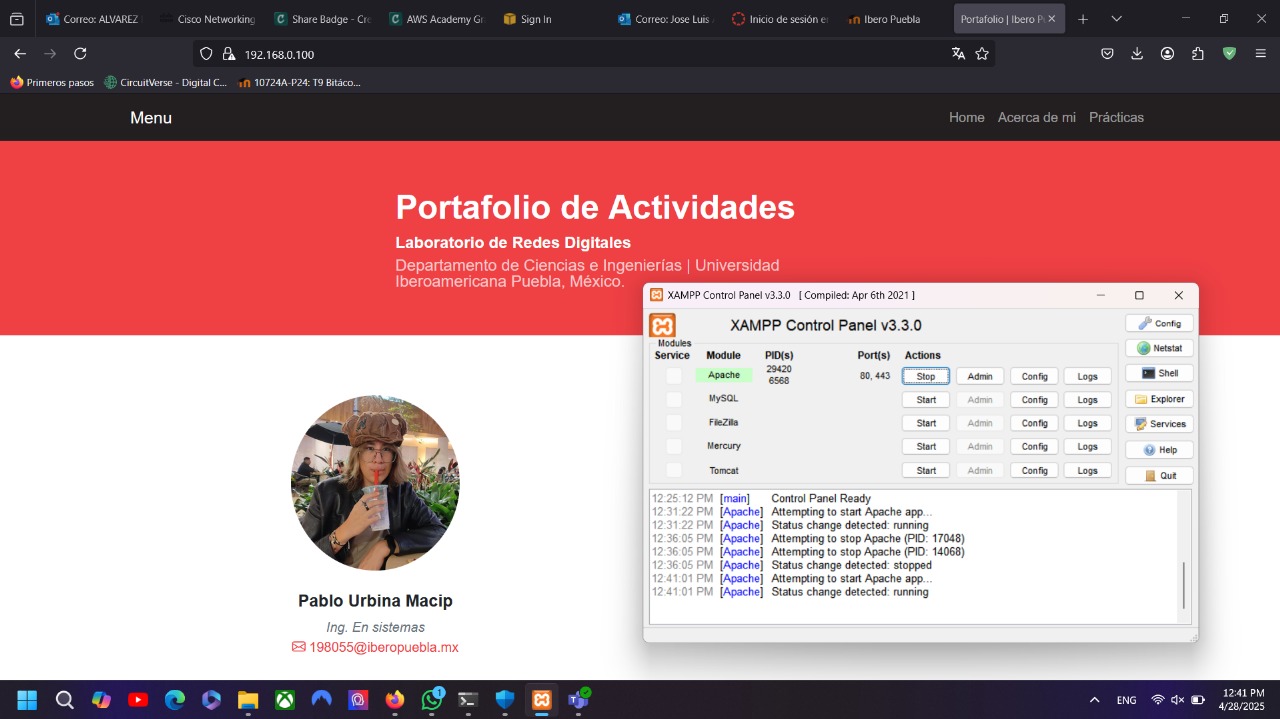 Correo: ALVAREZ
Cisco Networking
Share Badge - Cre
AWS Academy Gr
Sign In
Correo: Jose Luis
Inicio de sesión er
Ibero Puebla
Portafolio | Ibero P
192.168.0.100
Primeros pasos
CircuitVerse - Digital C...
10724A-P24: T9 Bitáco...
Menu
Home
Acerca de mi
Prácticas
Portafolio de Actividades
Laboratorio de Redes Digitales
Departamento de Ciencias e Ingenierías | Universidad
Iberoamericana Puebla, México.
Pablo Urbina Macip
Ing. En sistemas
198055@iberopuebla.mx
XAMPP Control Panel v3.3.0 [ Compiled: Apr 6th 2021 ]
XAMPP Control Panel v3.3.0
Config
Modules
Service Module PID(s) Port(s) Actions
Netstat
Apache 29420 80, 443 Stop Admin Config Logs
6568
Shell
MySQL Start Admin Config Logs
Explorer
FileZilla Start Admin Config Logs
Services
Mercury Start Admin Config Logs
Help
Tomcat Start Admin Config Logs
Quit
12:25:12 PM [main] Control Panel Ready
12:31:22 PM [Apache] Attempting to start Apache app...
12:31:22 PM [Apache] Status change detected: running
12:36:05 PM [Apache] Attempting to stop Apache (PID: 17048)
12:36:05 PM [Apache] Attempting to stop Apache (PID: 14068)
12:36:05 PM [Apache] Status change detected: stopped
12:41:01 PM [Apache] Attempting to start Apache app...
12:41:01 PM [Apache] Status change detected: running
1
ENG
12:41 PM
4/28/2025